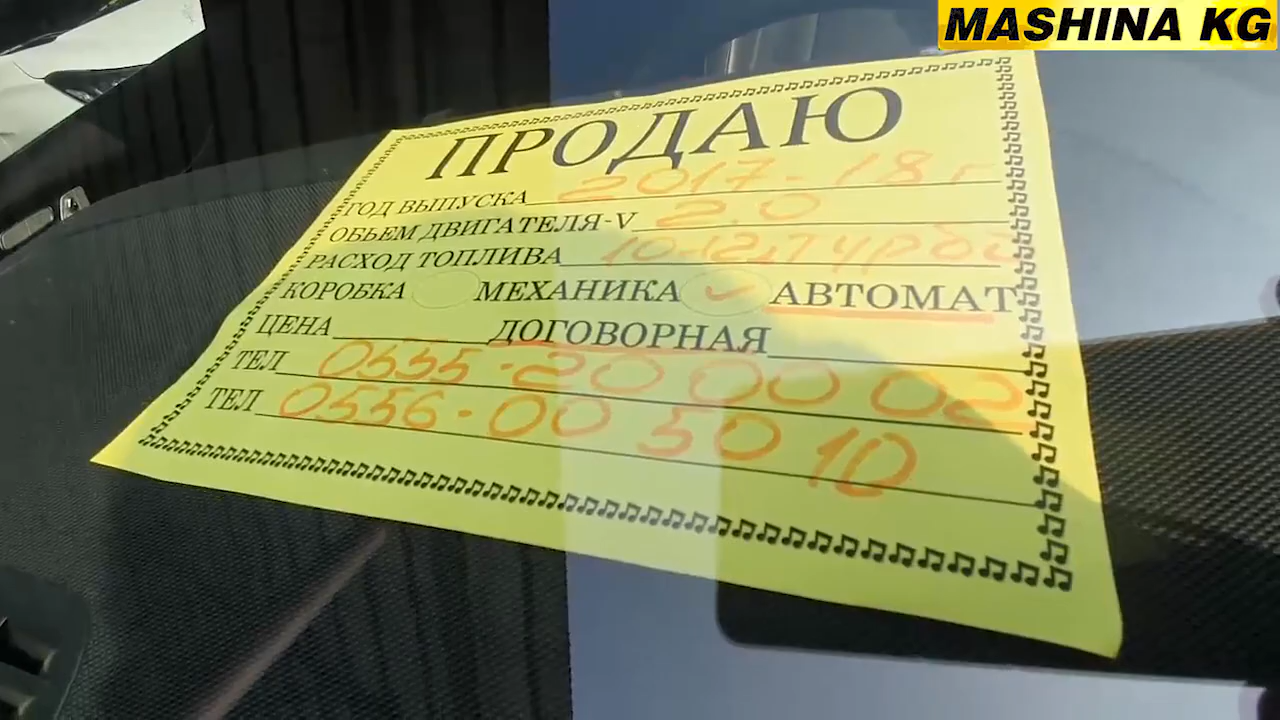 MASHINA KG
ПРОДАЮ
ГОД ВЫПУСКА 2017-18г
ОБЬЕМ ДВИГАТЕЛЯ-V 2.0
РАСХОД ТОПЛИВА 10-12л турбо
КОРОБКА МЕХАНИКА ✓ АВТОМАТ
ЦЕНА ДОГОВОРНАЯ
ТЕЛ 0555-20 00 02
ТЕЛ 0556-00 50 10